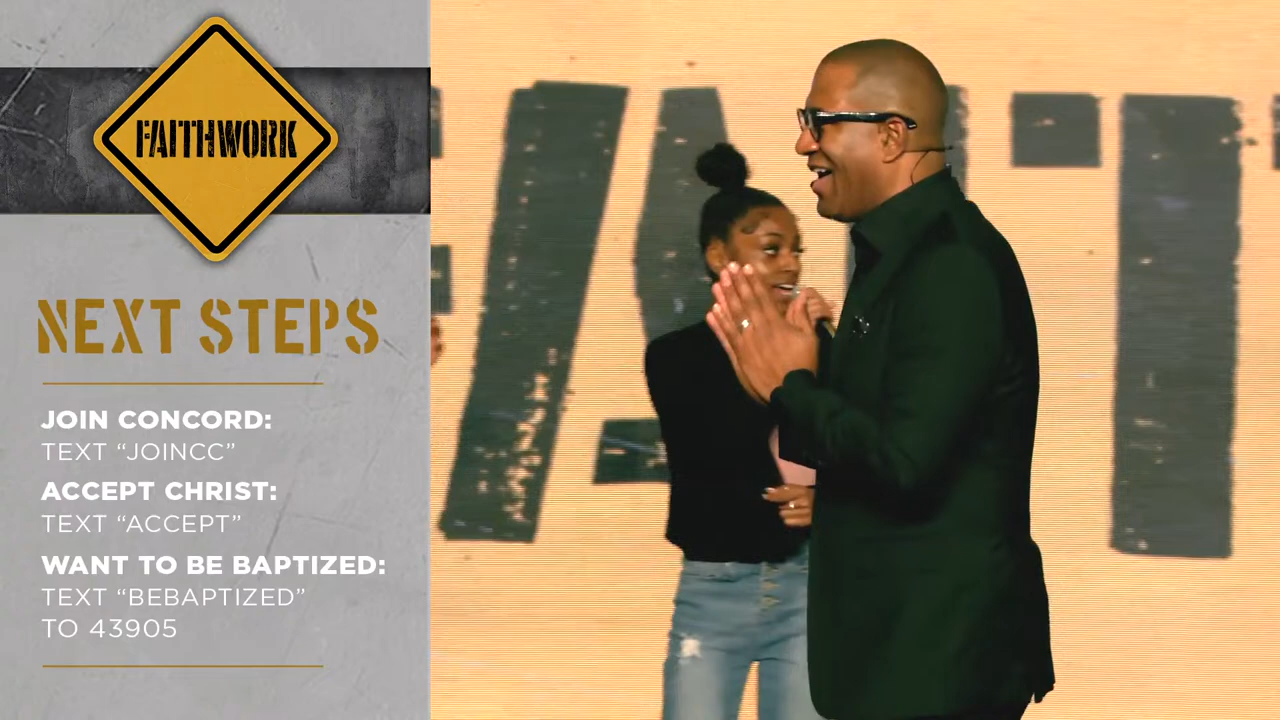 FAITHWORK
NEXT STEPS
JOIN CONCORD:
TEXT “JOINCC”
ACCEPT CHRIST:
TEXT “ACCEPT”
WANT TO BE BAPTIZED:
TEXT “BEBAPTIZED”
TO 43905